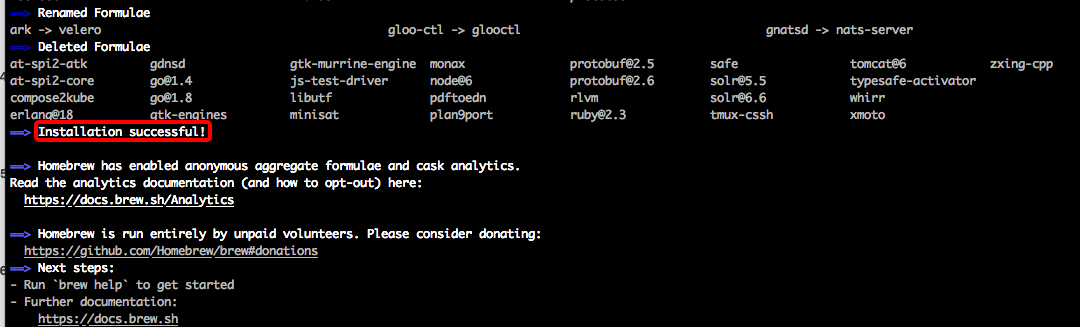 ==> Renamed Formulae
ark -> velero gloo-ctl -> glooctl gnatsd -> nats-server
==> Deleted Formulae
at-spi2-atk gdnsd gtk-murrine-engine monax protobuf@2.5 safe tomcat@6 zxing-cpp
at-spi2-core go@1.4 js-test-driver node@6 protobuf@2.6 solr@5.5 typesafe-activator
compose2kube go@1.8 libutf pdftoedn rlvm solr@6.6 whirr
erlang@18 gtk-engines minisat plan9port ruby@2.3 tmux-cssh xmoto
==> Installation successful!
==> Homebrew has enabled anonymous aggregate formulae and cask analytics.
Read the analytics documentation (and how to opt-out) here:
https://docs.brew.sh/Analytics
==> Homebrew is run entirely by unpaid volunteers. Please consider donating:
https://github.com/Homebrew/brew#donations
==> Next steps:
- Run `brew help` to get started
- Further documentation:
https://docs.brew.sh